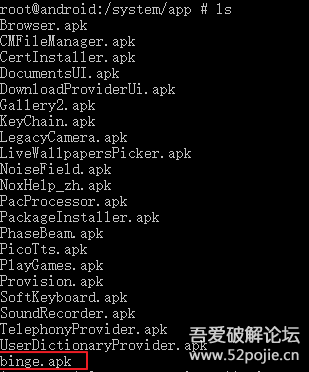 root@android:/system/app # ls
Browser.apk
CMFileManager.apk
CertInstaller.apk
DocumentsUI.apk
DownloadProviderUi.apk
Gallery2.apk
KeyChain.apk
LegacyCamera.apk
LiveWallpapersPicker.apk
NoiseField.apk
NoxHelp_zh.apk
PacProcessor.apk
PackageInstaller.apk
PhaseBeam.apk
PicoTts.apk
PlayGames.apk
Provision.apk
SoftKeyboard.apk
SoundRecorder.apk
TelephonyProvider.apk
UserDictionaryProvider.apk
binge.apk
吾爱破解论坛
www.52pojie.cn